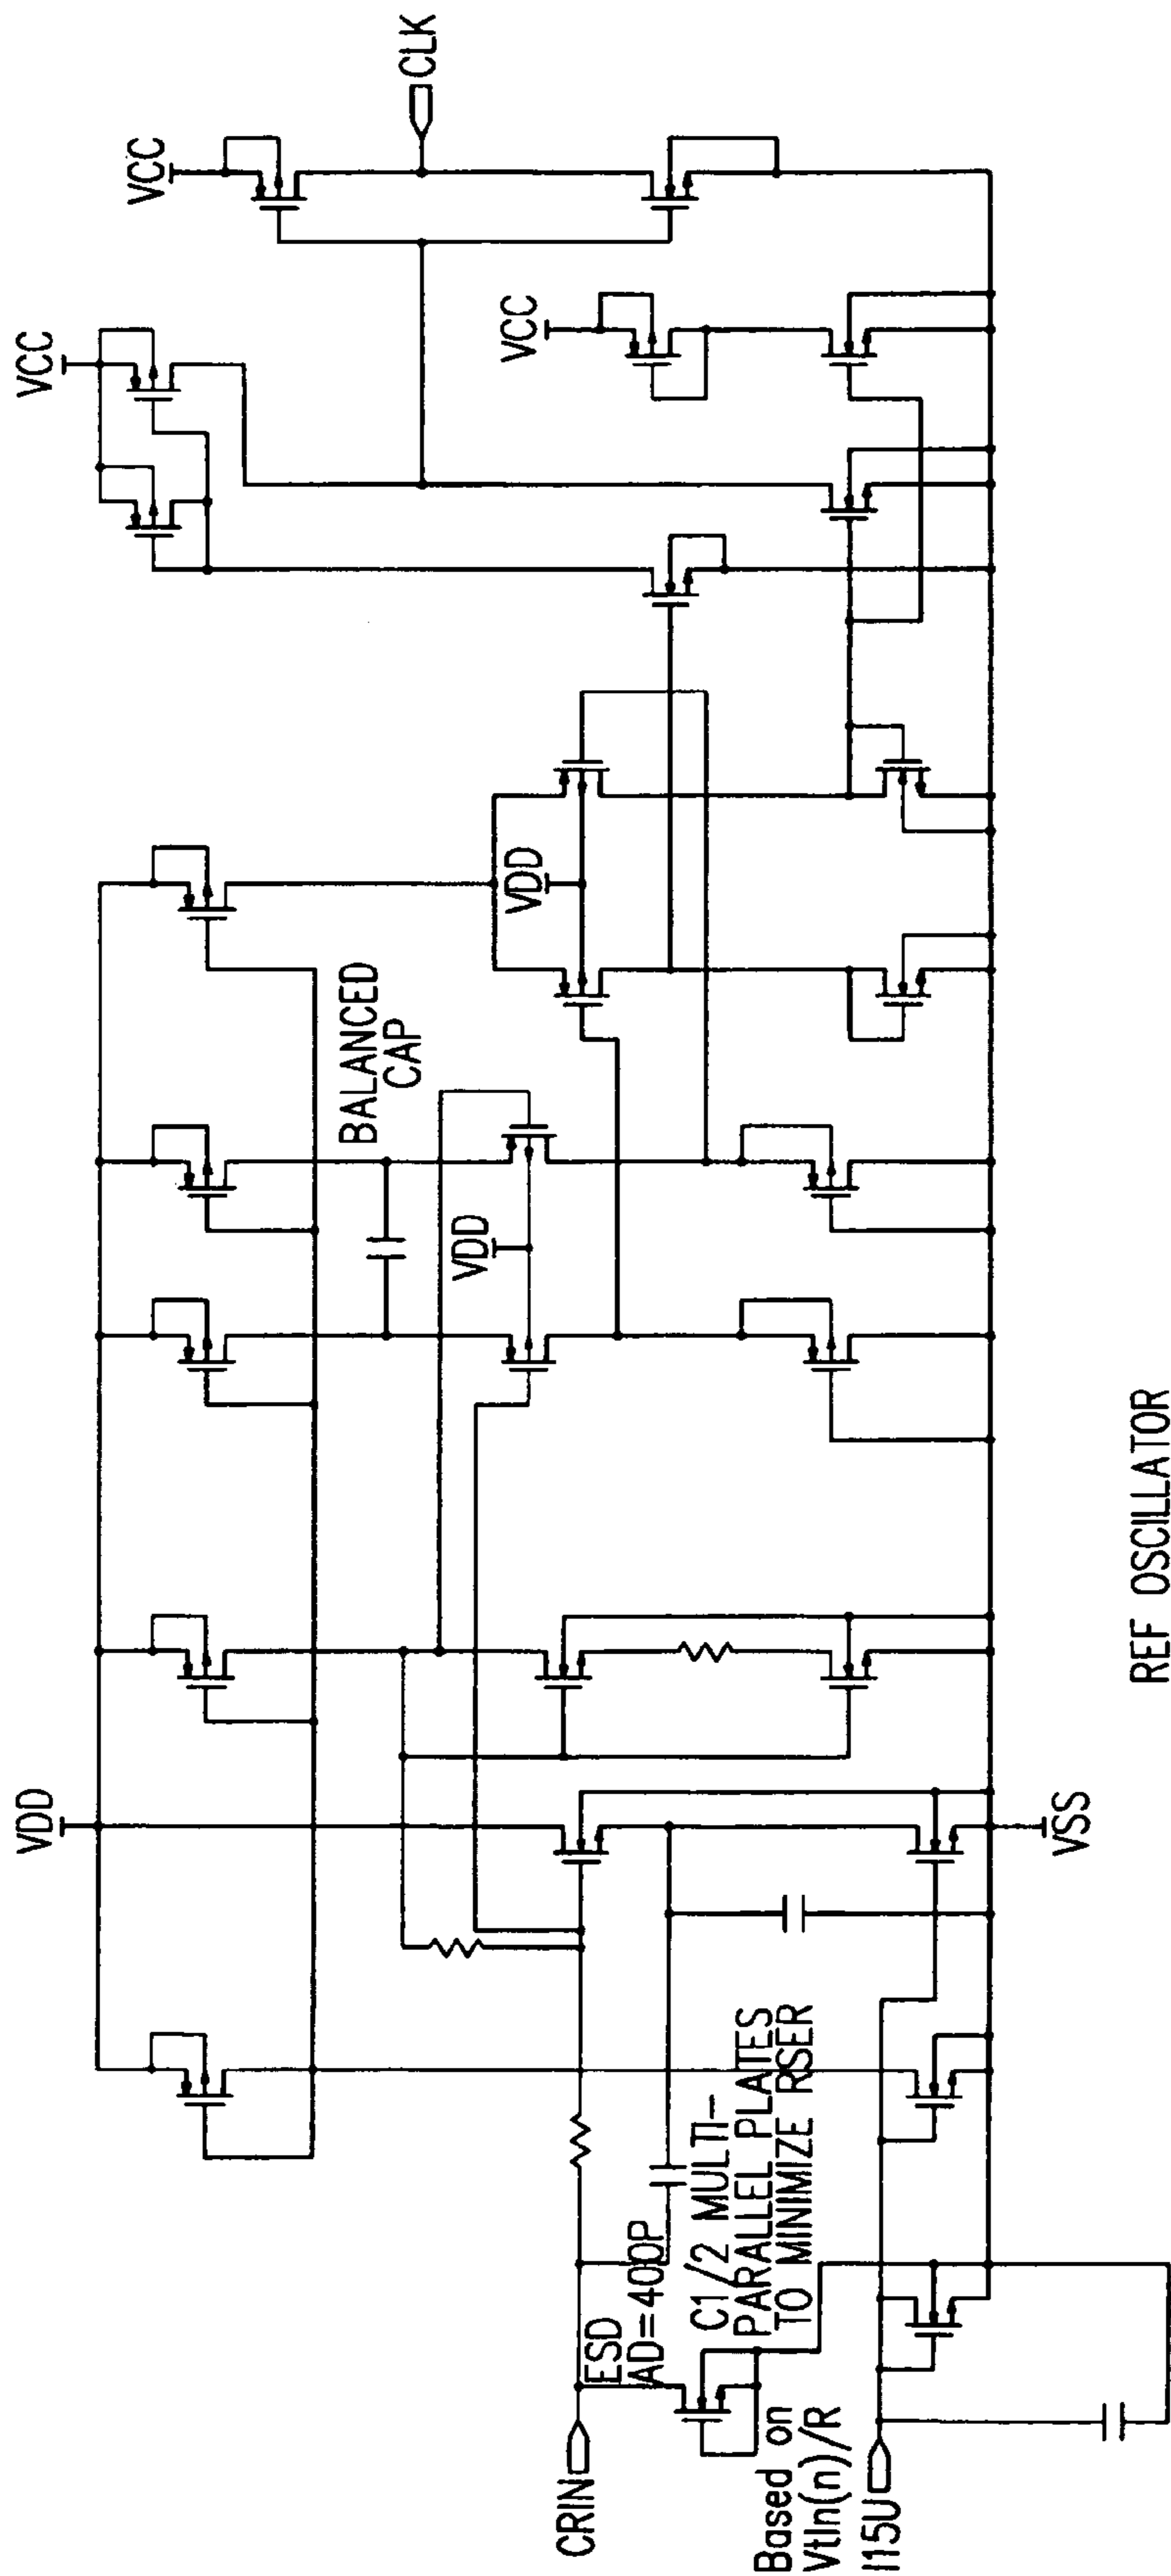 VDD
VCC
VCC
CLK
VCC
BALANCED
CAP
VDD
VDD
CRIN
ESD
AD=400P
C1/2 MULTI-
PARALLEL PLATES
TO MINIMIZE RSER
Based on
Vtln(n)/R
I15U
VSS
REF OSCILLATOR